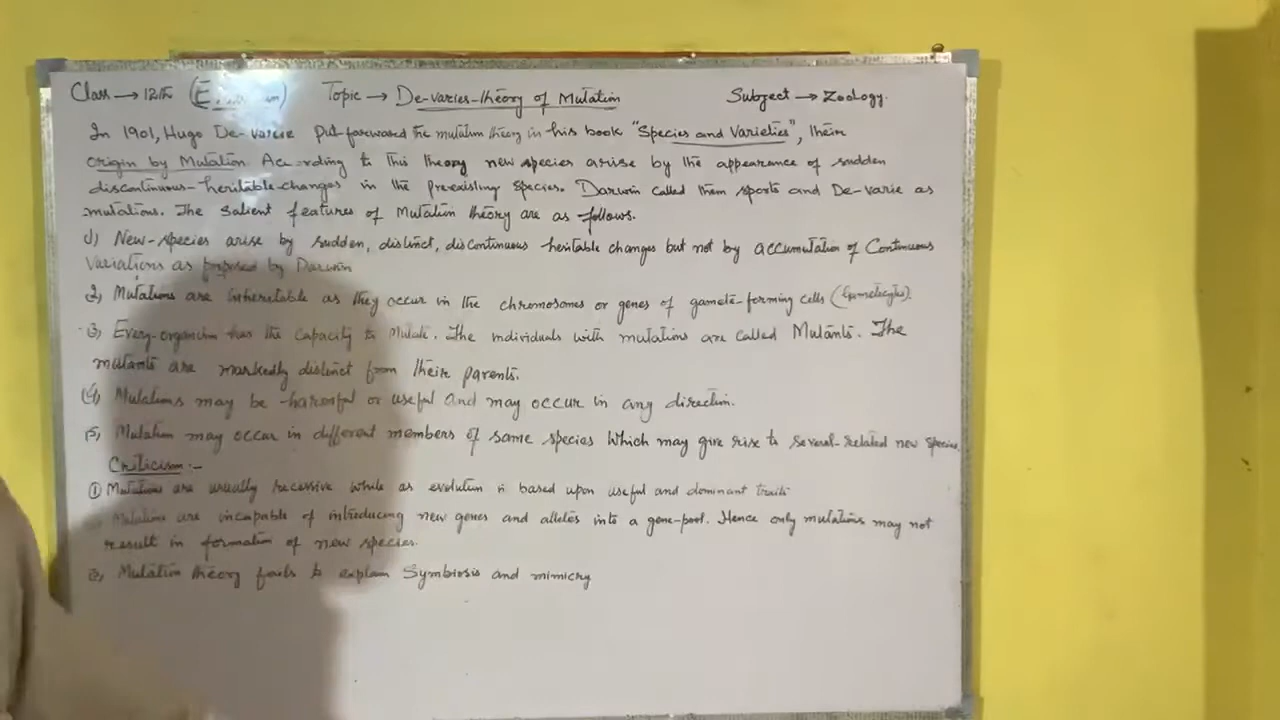 Class → 12th (E Topic → De-varies-theory of Mutation Subject → Zoology.
In 1901, Hugo De-varie Put-forwarded the mutation theory in his book "Species and Varieties", their
origin by Mutation. According to this theory new species arise by the appearance of sudden
discontinuous-heritable-changes in the pre-existing species. Darwin called them sports and De-varie as
mutations. The salient features of Mutation theory are as follows.
1) New-species arise by sudden, distinct, discontinuous heritable changes but not by accumulation of Continuous
Variations as proposed by Darwin
2) Mutations are inheritable as they occur in the chromosomes or genes of gamete-forming cells
3) Every-organism has the capacity to Mutate. The individuals with mutations are called Mutants. The
mutants are markedly distinct from their parents.
(4) Mutations may be -harmful or useful and may occur in any direction.
(5) Mutation may occur in different members of same species which may give rise to several-related new species.
Criticism :-
① Mutations are usually recessive while as evolution is based upon useful and dominant traits
Mutations are incapable of introducing new genes and alleles into a gene-pool. Hence only mutations may not
result in formation of new species.
3) Mutation theory fails to explain Symbiosis and mimicry